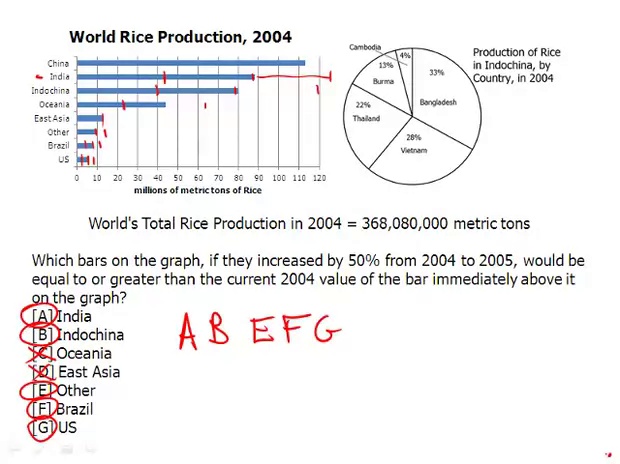 World Rice Production, 2004
China
India
Indochina
Oceania
East Asia
Other
Brazil
US
0 10 20 30 40 50 60 70 80 90 100 110 120
millions of metric tons of Rice
Production of Rice
in Indochina, by
Country, in 2004
Cambodia
4%
13%
Burma
33%
Bangladesh
22%
Thailand
28%
Vietnam
World's Total Rice Production in 2004 = 368,080,000 metric tons
Which bars on the graph, if they increased by 50% from 2004 to 2005, would be
equal to or greater than the current 2004 value of the bar immediately above it
on the graph?
[A] India
[B] Indochina
[C] Oceania
[D] East Asia
[E] Other
[F] Brazil
[G] US
A B E F G